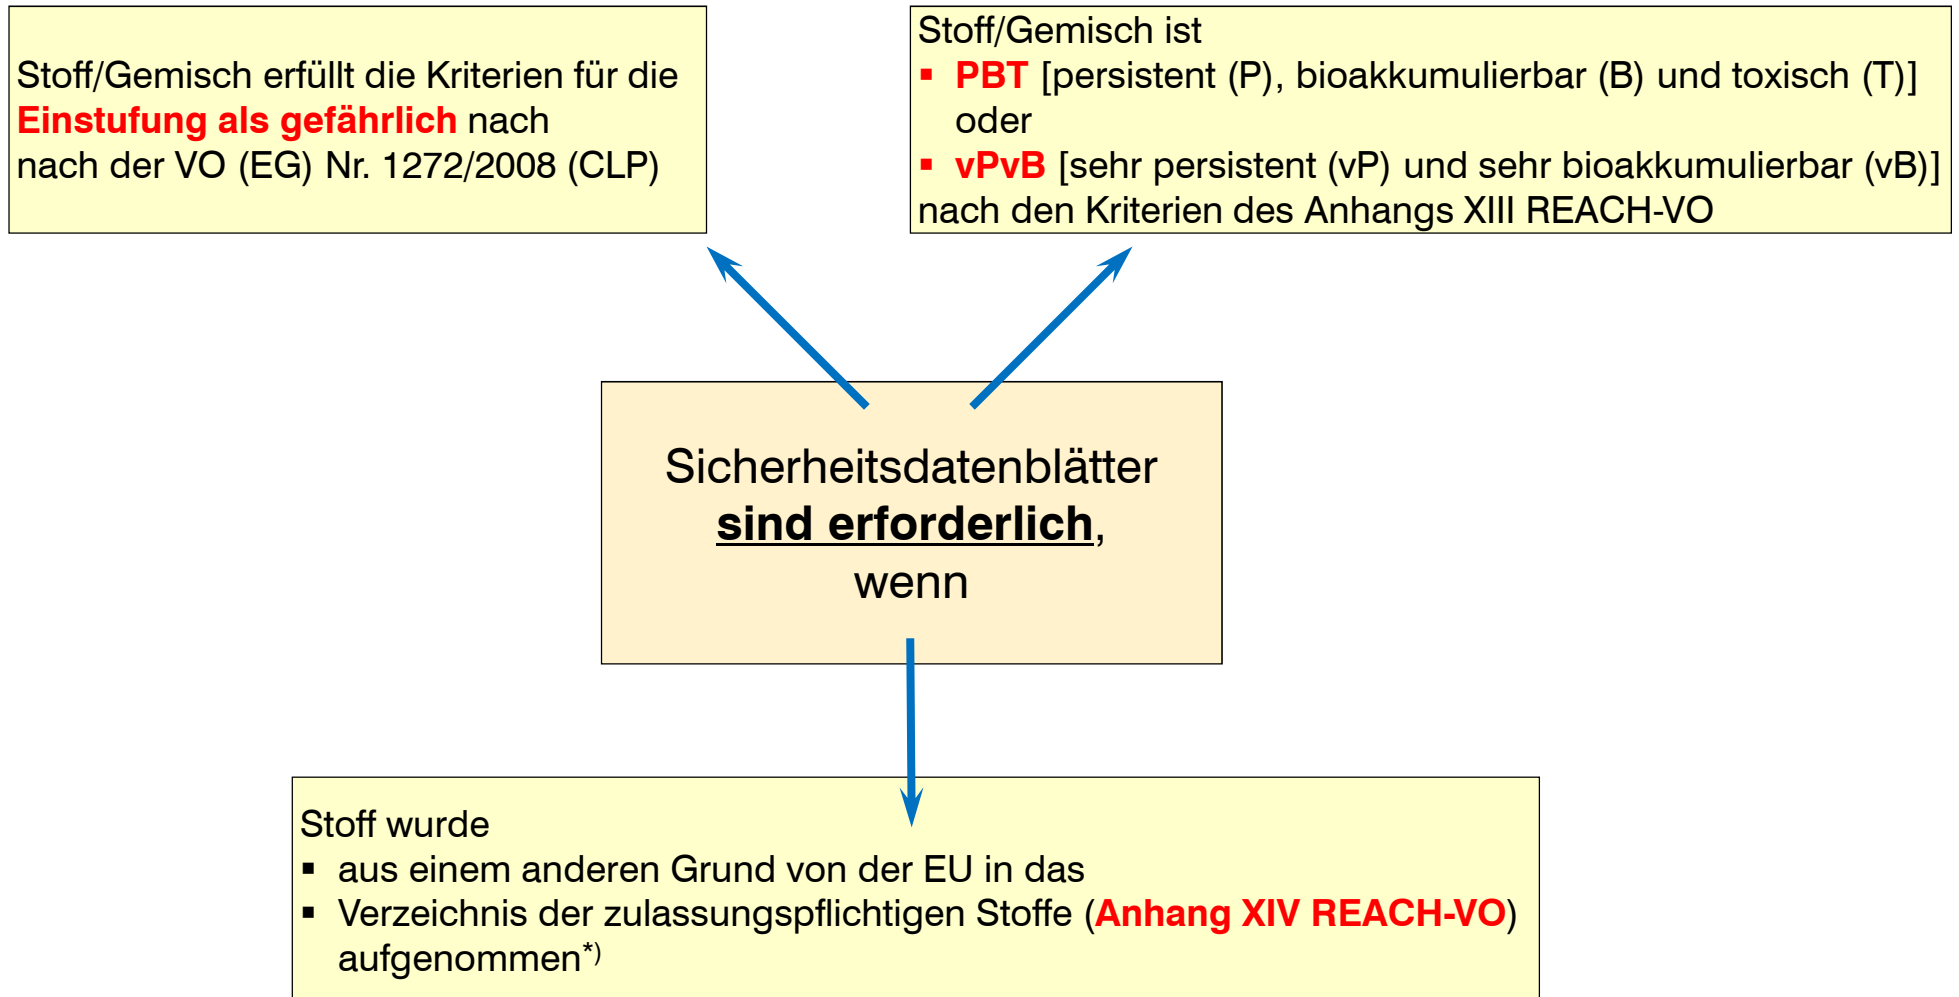 Stoff/Gemisch erfüllt die Kriterien für die
Einstufung als gefährlich nach
nach der VO (EG) Nr. 1272/2008 (CLP)
Stoff/Gemisch ist
▪ PBT [persistent (P), bioakkumulierbar (B) und toxisch (T)]
oder
▪ vPvB [sehr persistent (vP) und sehr bioakkumulierbar (vB)]
nach den Kriterien des Anhangs XIII REACH-VO
Sicherheitsdatenblätter
sind erforderlich,
wenn
Stoff wurde
▪ aus einem anderen Grund von der EU in das
▪ Verzeichnis der zulassungspflichtigen Stoffe (Anhang XIV REACH-VO)
aufgenommen*)